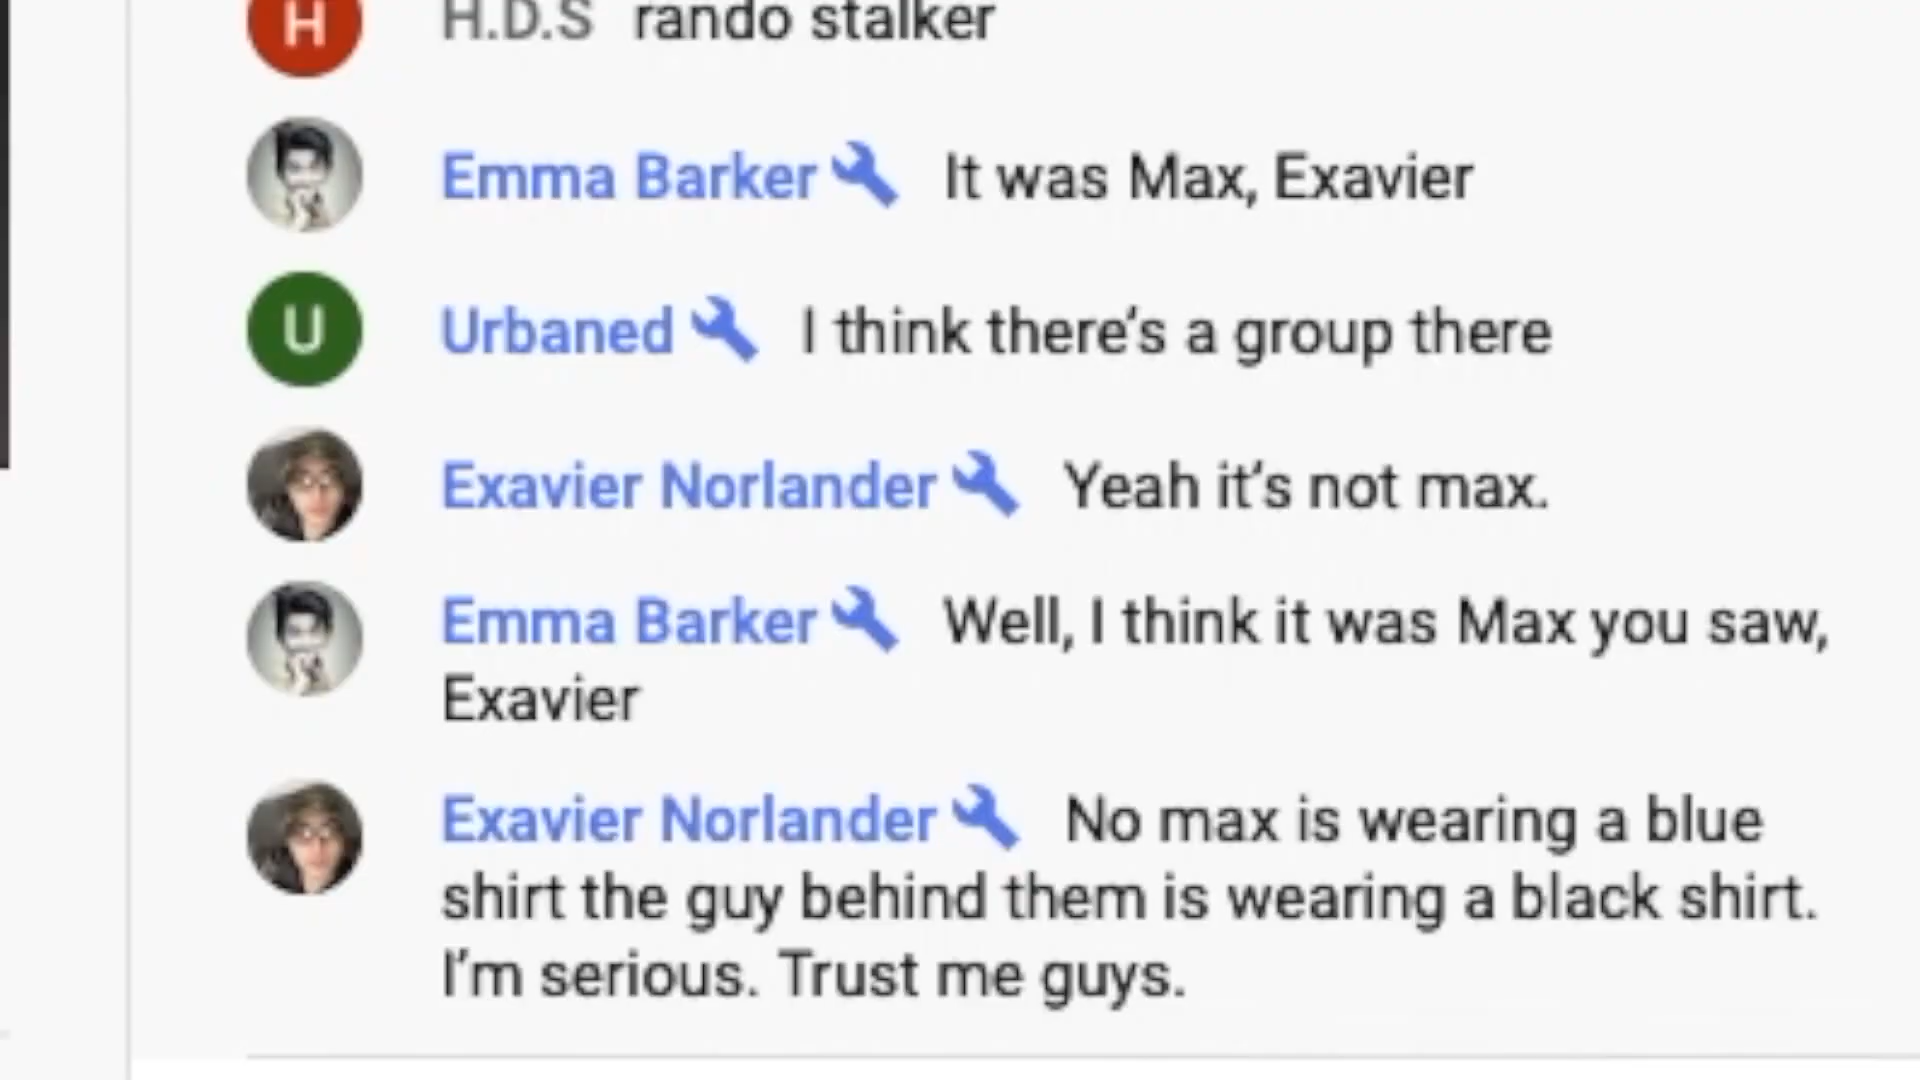 H
H.D.S rando stalker
Emma Barker It was Max, Exavier
U
Urbaned I think there's a group there
Exavier Norlander Yeah it's not max.
Emma Barker Well, I think it was Max you saw,
Exavier
Exavier Norlander No max is wearing a blue
shirt the guy behind them is wearing a black shirt.
I'm serious. Trust me guys.